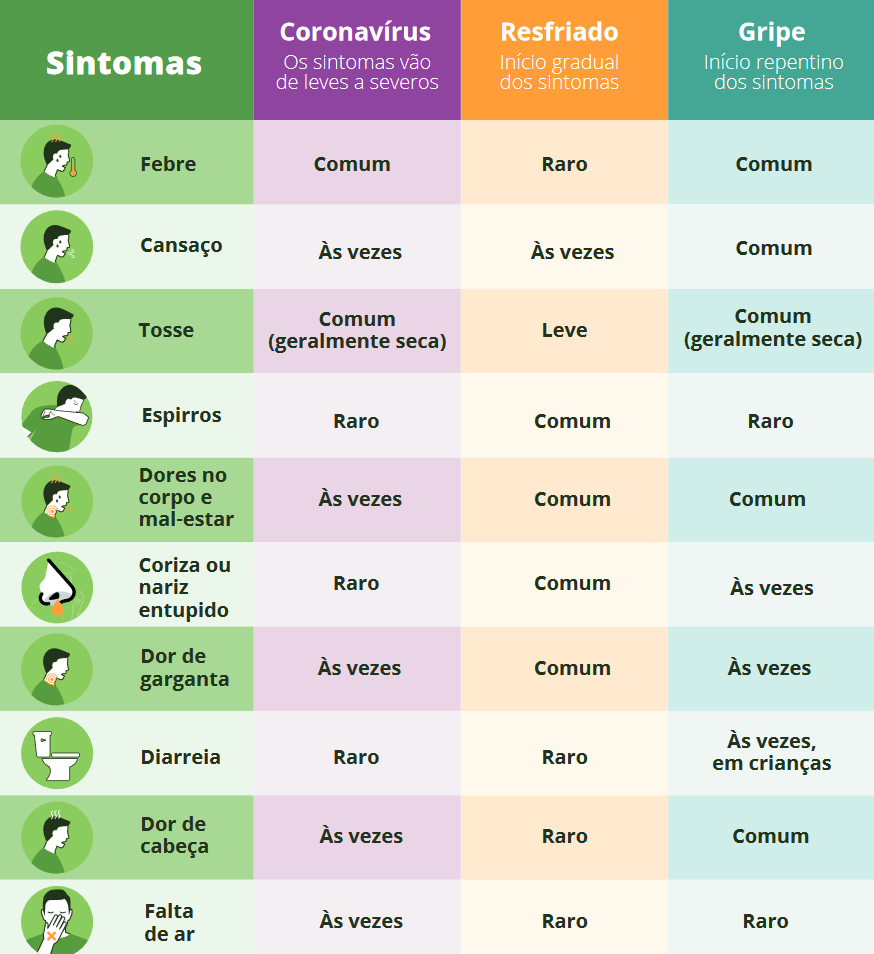 Sintomas
Coronavírus
Os sintomas vão
de leves a severos
Resfriado
Início gradual
dos sintomas
Gripe
Início repentino
dos sintomas
Febre
Comum
Raro
Comum
Cansaço
Às vezes
Às vezes
Comum
Tosse
Comum
(geralmente seca)
Leve
Comum
(geralmente seca)
Espirros
Raro
Comum
Raro
Dores no
corpo e
mal-estar
Às vezes
Comum
Comum
Coriza ou
nariz
entupido
Raro
Comum
Às vezes
Dor de
garganta
Às vezes
Comum
Às vezes
Diarreia
Raro
Raro
Às vezes,
em crianças
Dor de
cabeça
Às vezes
Raro
Comum
Falta
de ar
Às vezes
Raro
Raro